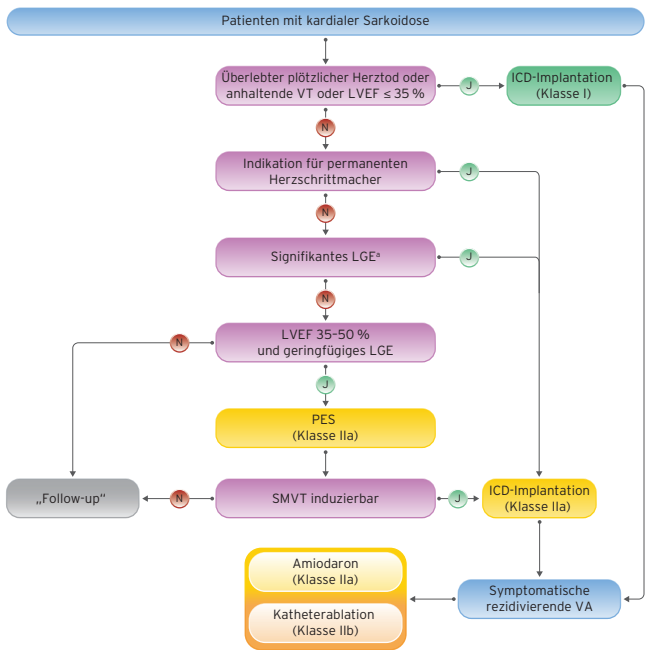 Patienten mit kardialer Sarkoidose
Überlebter plötzlicher Herztod oder
anhaltende VT oder LVEF ≤ 35 %
J
ICD-Implantation
(Klasse I)
N
Indikation für permanenten
Herzschrittmacher
J
N
Signifikantes LGEª
J
N
LVEF 35–50 %
und geringfügiges LGE
N
J
PES
(Klasse IIa)
„Follow-up“
N
SMVT induzierbar
J
ICD-Implantation
(Klasse IIa)
Amiodaron
(Klasse IIa)
Katheterablation
(Klasse IIb)
Symptomatische
rezidivierende VA